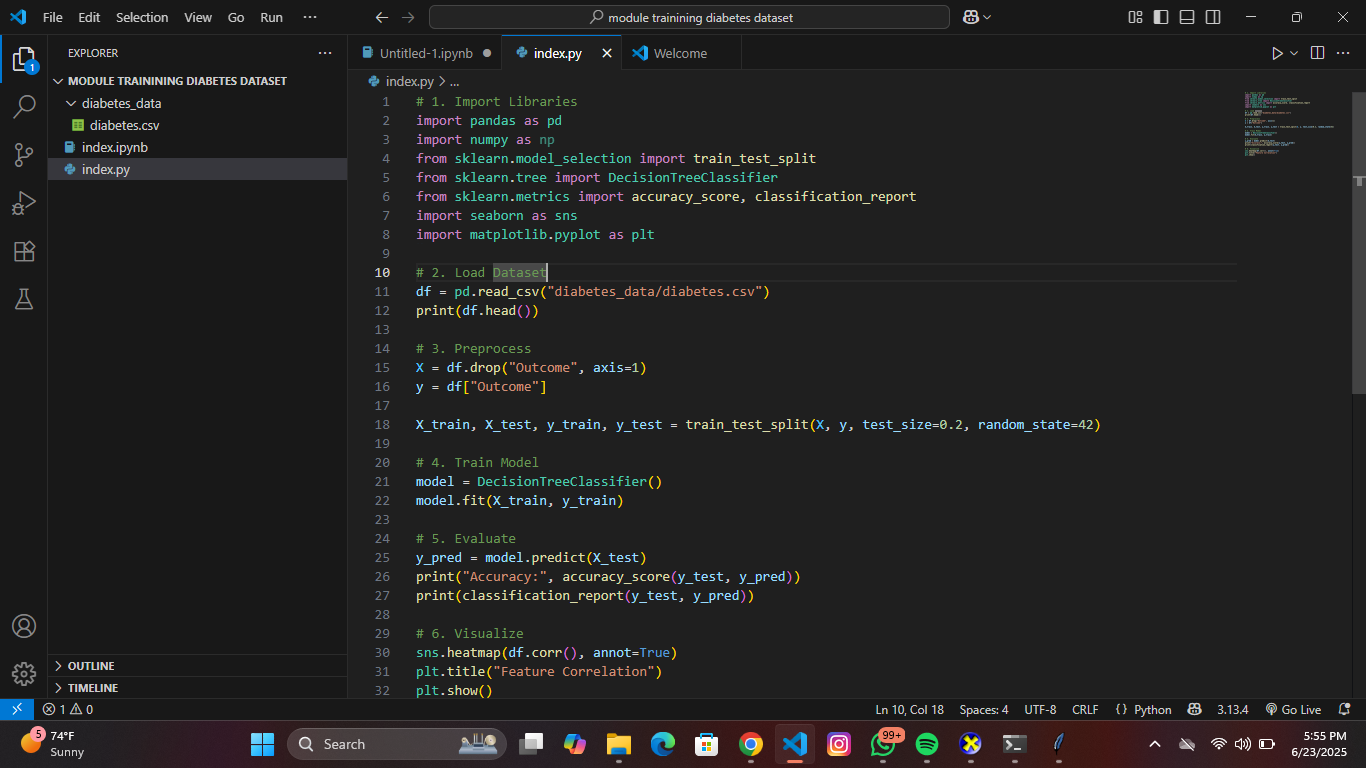 File Edit Selection View Go Run ···
module trainining diabetes dataset
EXPLORER
MODULE TRAINING DIABETES DATASET
diabetes_data
diabetes.csv
index.ipynb
index.py
OUTLINE
TIMELINE
1
Untitled-1.ipynb
index.py
Welcome
index.py > ...
1 # 1. Import Libraries
2 import pandas as pd
3 import numpy as np
4 from sklearn.model_selection import train_test_split
5 from sklearn.tree import DecisionTreeClassifier
6 from sklearn.metrics import accuracy_score, classification_report
7 import seaborn as sns
8 import matplotlib.pyplot as plt
9
10 # 2. Load Dataset
11 df = pd.read_csv("diabetes_data/diabetes.csv")
12 print(df.head())
13
14 # 3. Preprocess
15 X = df.drop("Outcome", axis=1)
16 y = df["Outcome"]
17
18 X_train, X_test, y_train, y_test = train_test_split(X, y, test_size=0.2, random_state=42)
19
20 # 4. Train Model
21 model = DecisionTreeClassifier()
22 model.fit(X_train, y_train)
23
24 # 5. Evaluate
25 y_pred = model.predict(X_test)
26 print("Accuracy:", accuracy_score(y_test, y_pred))
27 print(classification_report(y_test, y_pred))
28
29 # 6. Visualize
30 sns.heatmap(df.corr(), annot=True)
31 plt.title("Feature Correlation")
32 plt.show()
1 0
Ln 10, Col 18 Spaces: 4 UTF-8 CRLF {} Python 3.13.4 Go Live
5
74°F
Sunny
Search
99+
5:55 PM
6/23/2025